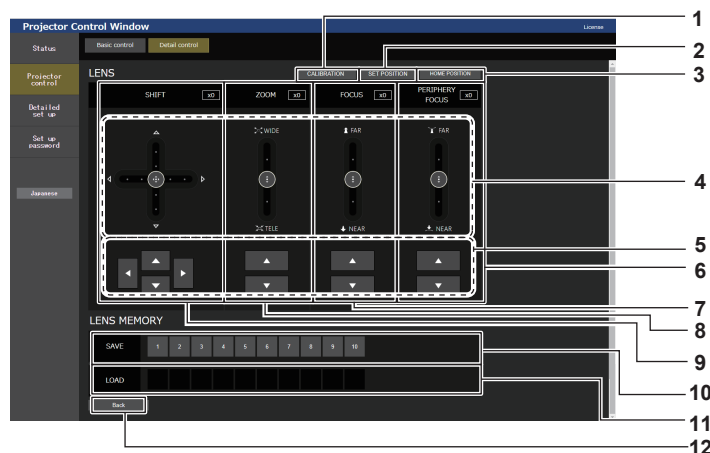 Projector Control Window
License
Status
Projector
control
Detailed
set up
Set up
password
Japanese
Basic control
Detail control
LENS
CALIBRATION
SET POSITION
HOME POSITION
SHIFT
x0
ZOOM
x0
FOCUS
x0
PERIPHERY
FOCUS
x0
WIDE
FAR
FAR
TELE
NEAR
NEAR
LENS MEMORY
SAVE
1 2 3 4 5 6 7 8 9 10
LOAD
Back
1
2
3
4
5
6
7
8
9
10
11
12